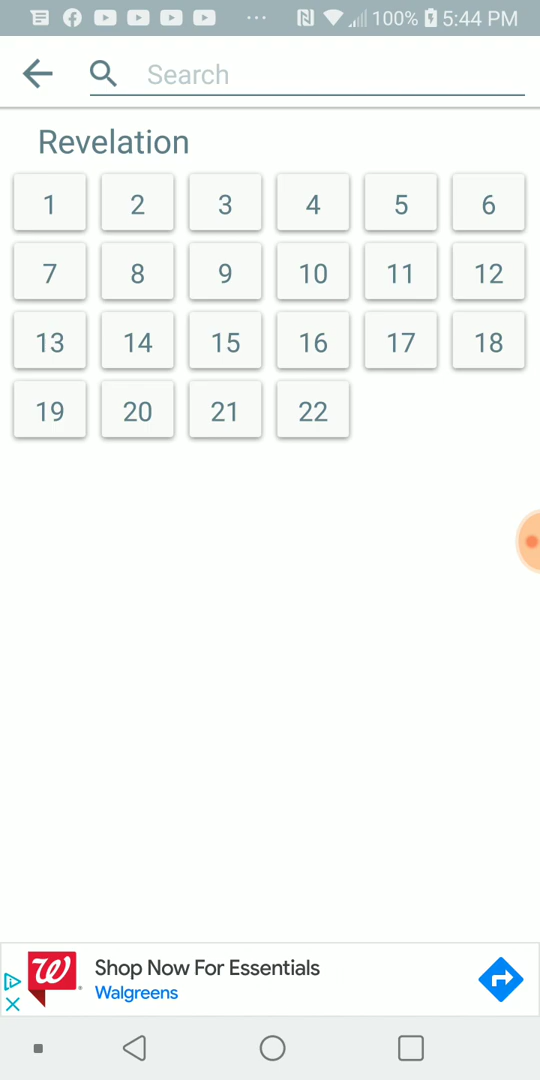 100% 5:44 PM
Search
Revelation
1 2 3 4 5 6
7 8 9 10 11 12
13 14 15 16 17 18
19 20 21 22
W
Shop Now For Essentials
Walgreens